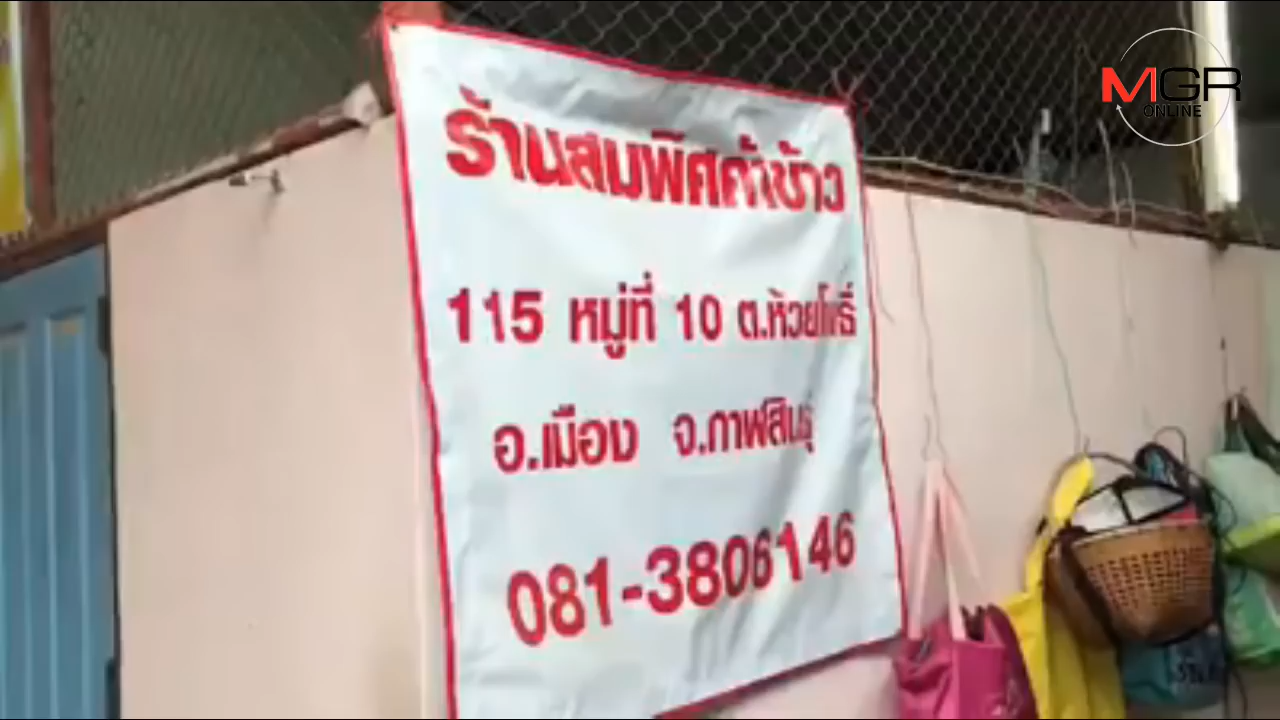 MGR
ONLINE
ร้านสมพิศค้าข้าว
115 หมู่ที่ 10 ต.ห้วยโพธิ์
อ.เมือง จ.กาฬสินธุ์
081-3806146